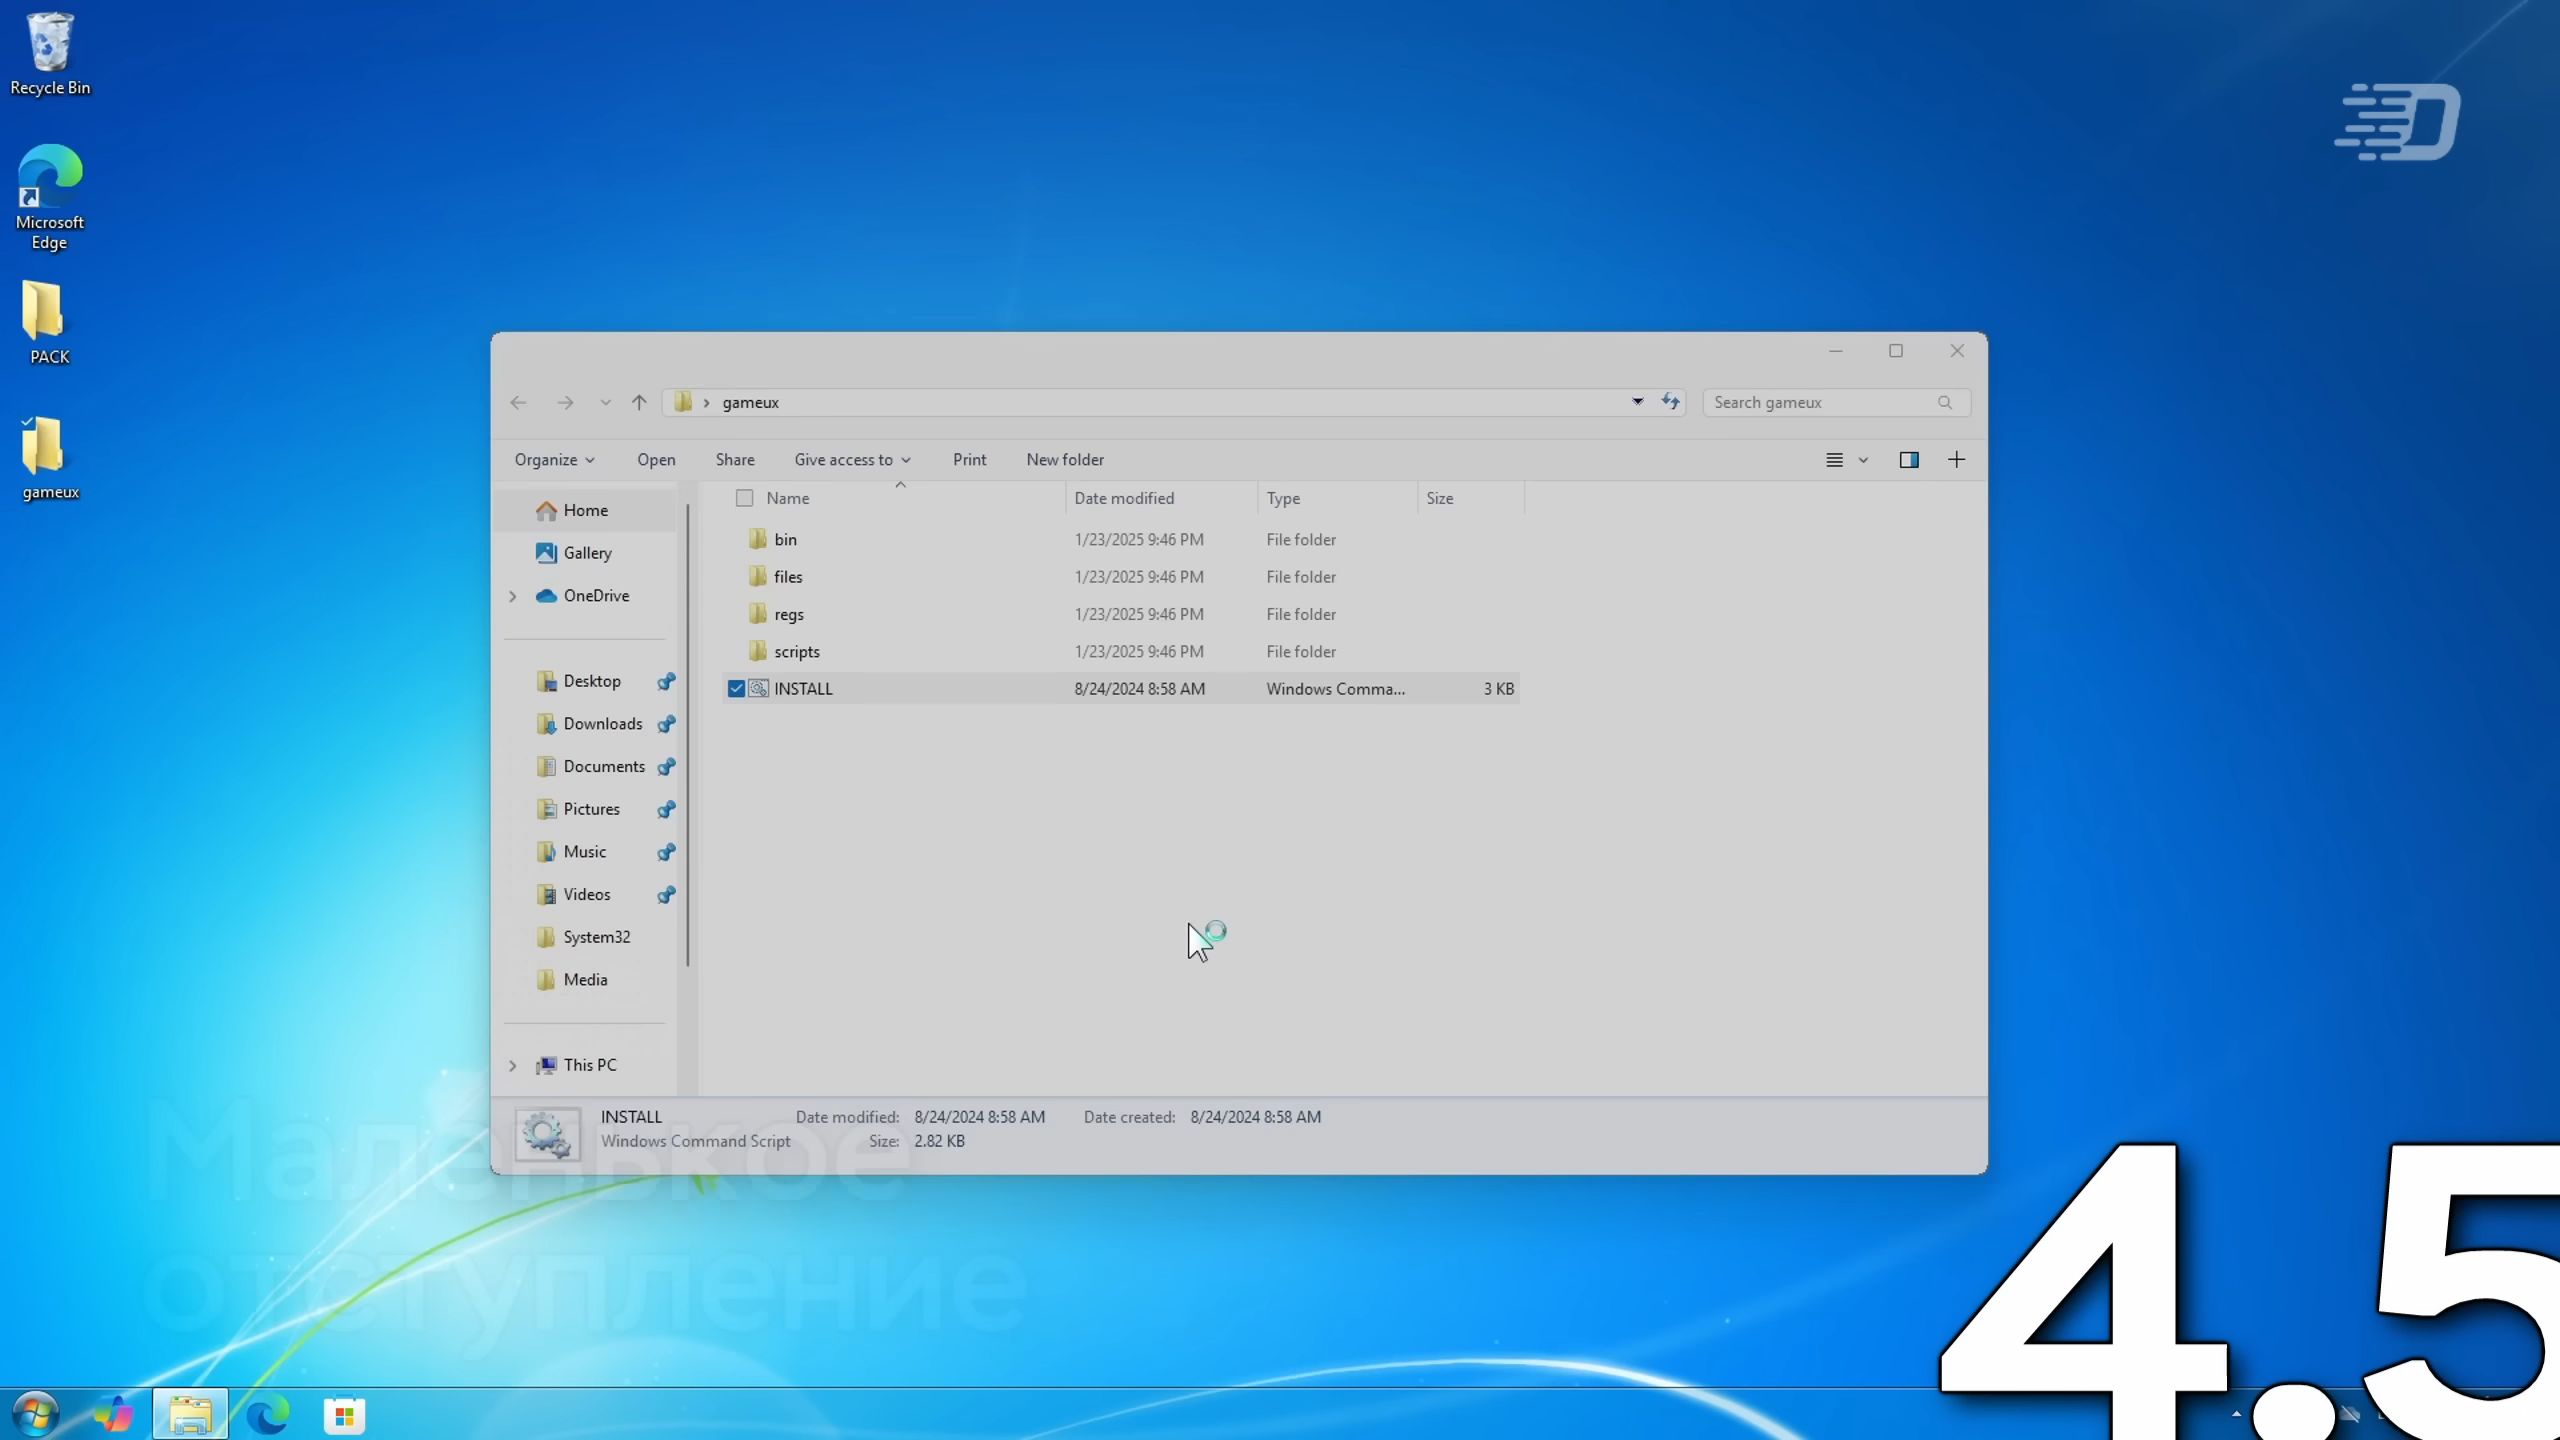 Recycle Bin
Microsoft
Edge
PACK
gameux
gameux
Search gameux
Organize
Open
Share
Give access to
Print
New folder
Name
Date modified
Type
Size
Home
Gallery
OneDrive
Desktop
Downloads
Documents
Pictures
Music
Videos
System32
Media
This PC
bin 1/23/2025 9:46 PM File folder
files 1/23/2025 9:46 PM File folder
regs 1/23/2025 9:46 PM File folder
scripts 1/23/2025 9:46 PM File folder
INSTALL 8/24/2024 8:58 AM Windows Comma... 3 KB
INSTALL Date modified: 8/24/2024 8:58 AM Date created: 8/24/2024 8:58 AM
Windows Command Script Size: 2.82 KB
Маленькое
отступление
4.5